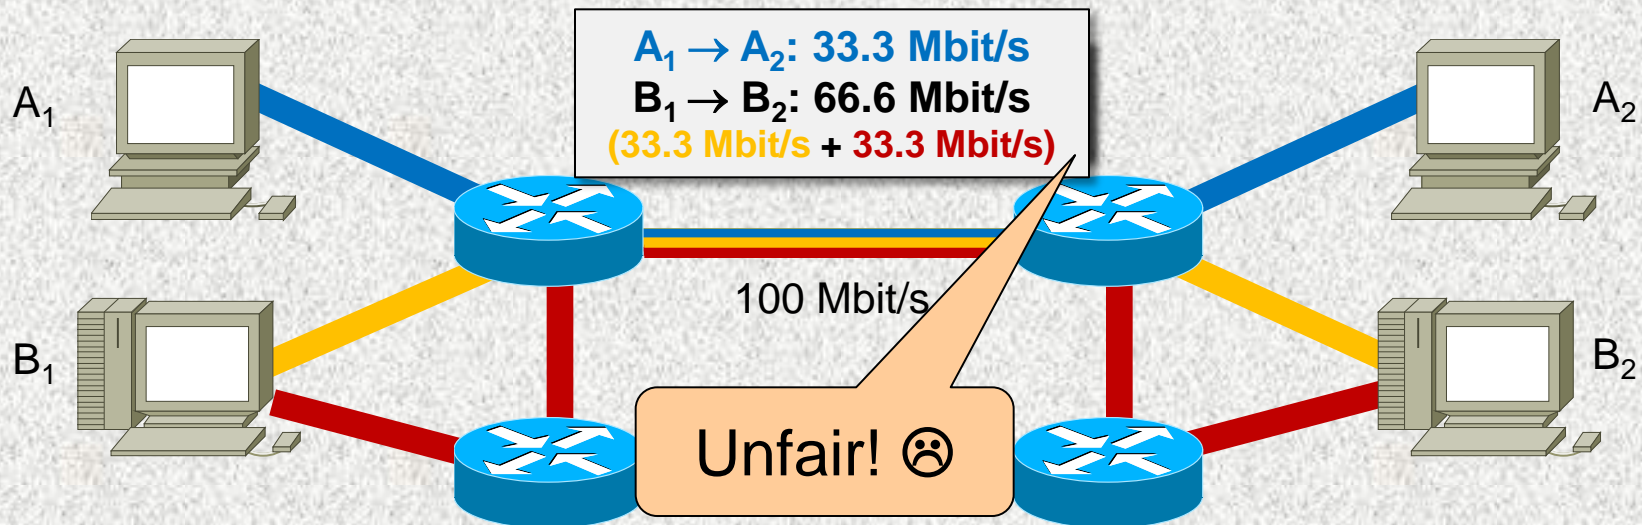 A₁ → A₂: 33.3 Mbit/s
B₁ → B₂: 66.6 Mbit/s
(33.3 Mbit/s + 33.3 Mbit/s)
A₁
A₂
100 Mbit/s
B₁
B₂
Unfair! ☹